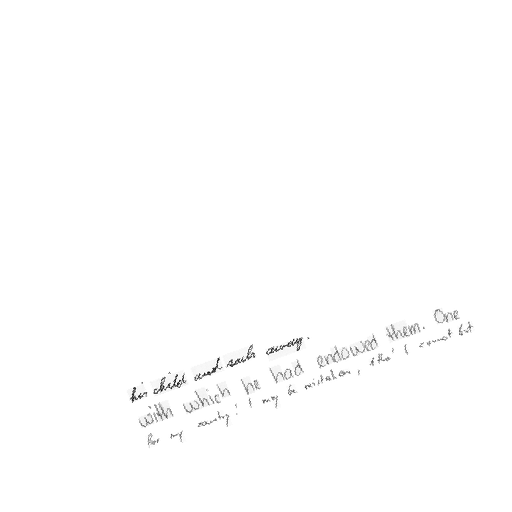 his child and sail away.
with which he had endowed them. One
for my country: I may be mistaken, tho' I cannot but